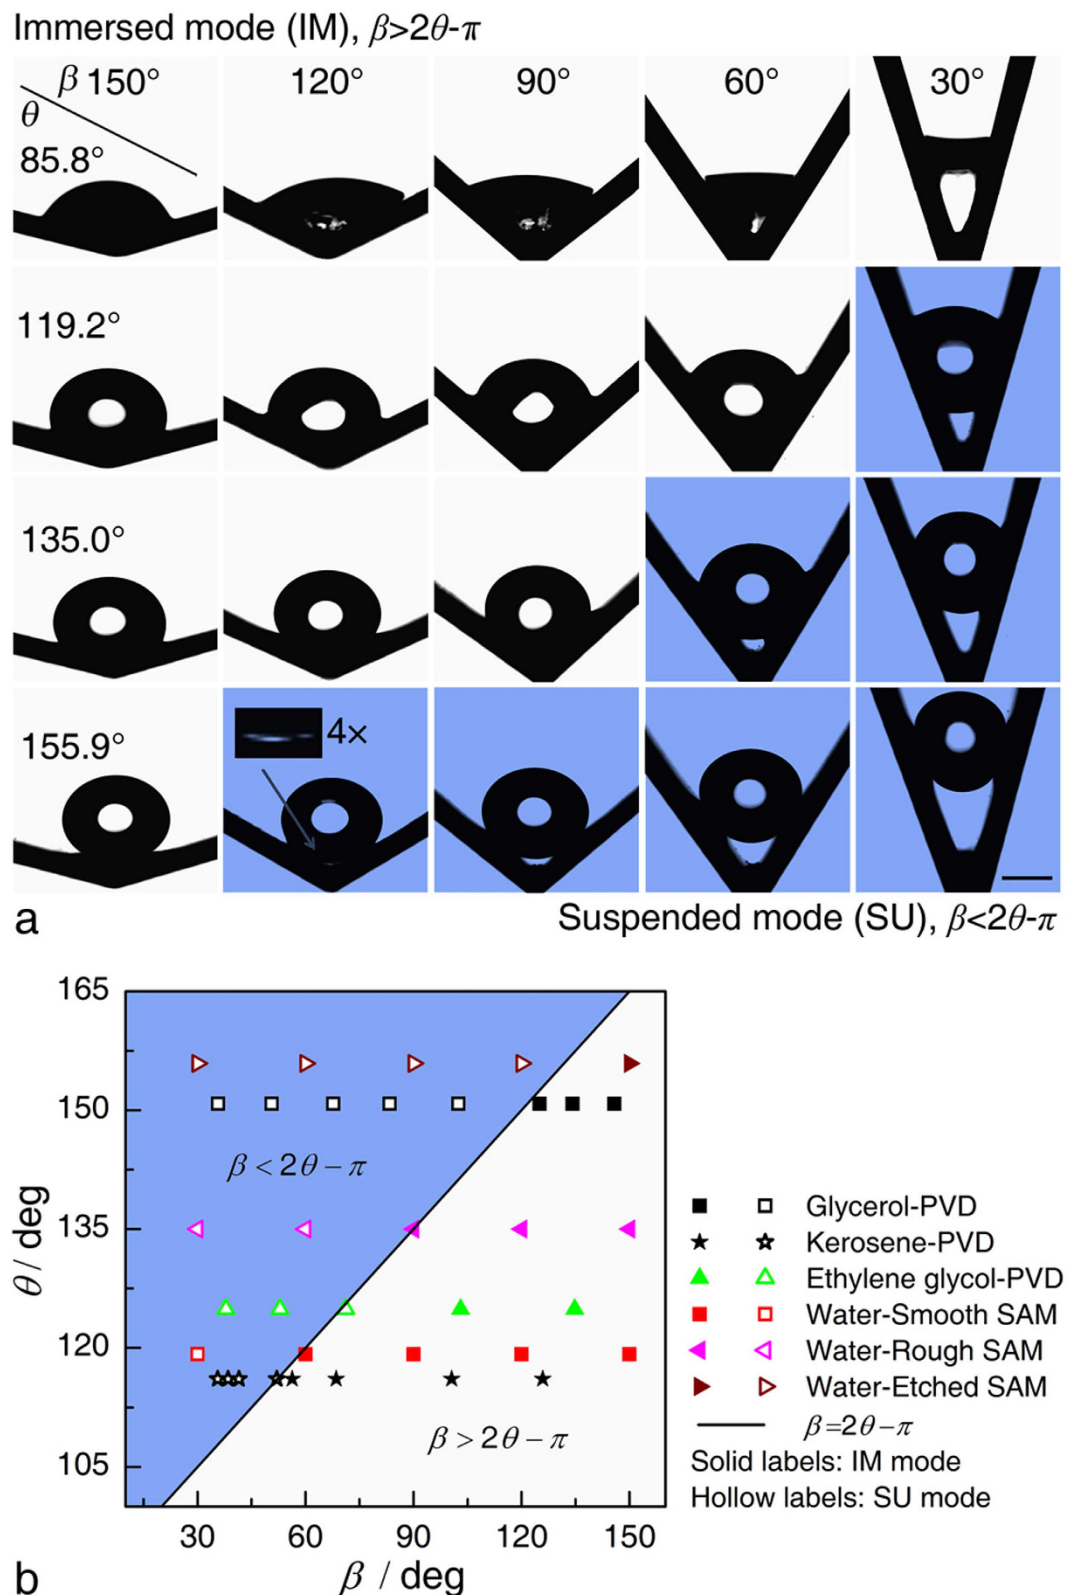 Immersed mode (IM), β>2θ-π
β 150° 120° 90° 60° 30°
θ
85.8°
119.2°
135.0°
155.9°
4×
a
Suspended mode (SU), β<2θ-π
165
150
135
120
105
θ / deg
β < 2θ − π
β > 2θ − π
30 60 90 120 150
β / deg
Glycerol-PVD
Kerosene-PVD
Ethylene glycol-PVD
Water-Smooth SAM
Water-Rough SAM
Water-Etched SAM
β=2θ−π
Solid labels: IM mode
Hollow labels: SU mode
b